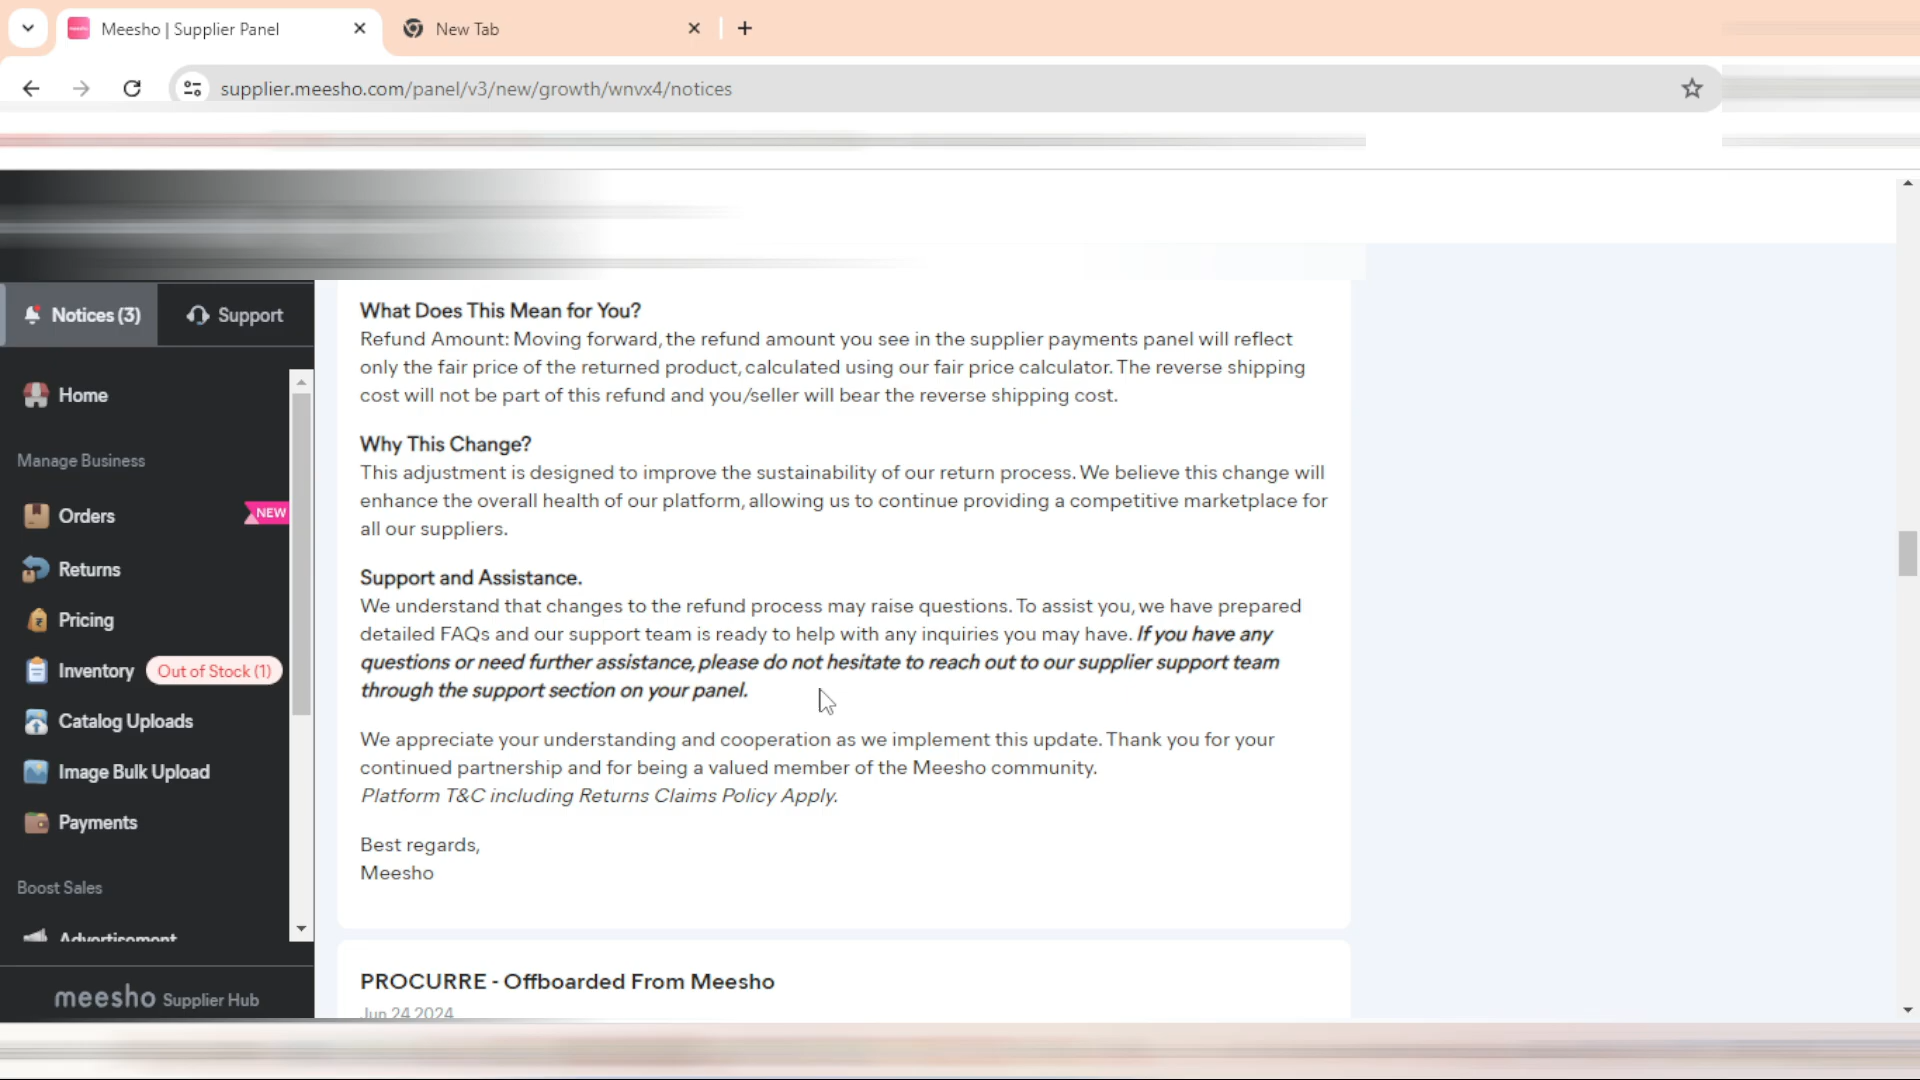 Meesho | Supplier Panel
New Tab
supplier.meesho.com/panel/v3/new/growth/wnvx4/notices
Notices (3)
Support
Home
Manage Business
Orders
NEW
Returns
Pricing
Inventory
Out of Stock (1)
Catalog Uploads
Image Bulk Upload
Payments
Boost Sales
Advertisement
meesho Supplier Hub
What Does This Mean for You?
Refund Amount: Moving forward, the refund amount you see in the supplier payments panel will reflect
only the fair price of the returned product, calculated using our fair price calculator. The reverse shipping
cost will not be part of this refund and you/seller will bear the reverse shipping cost.
Why This Change?
This adjustment is designed to improve the sustainability of our return process. We believe this change will
enhance the overall health of our platform, allowing us to continue providing a competitive marketplace for
all our suppliers.
Support and Assistance.
We understand that changes to the refund process may raise questions. To assist you, we have prepared
detailed FAQs and our support team is ready to help with any inquiries you may have. If you have any
questions or need further assistance, please do not hesitate to reach out to our supplier support team
through the support section on your panel.
We appreciate your understanding and cooperation as we implement this update. Thank you for your
continued partnership and for being a valued member of the Meesho community.
Platform T&C including Returns Claims Policy Apply.
Best regards,
Meesho
PROCURRE - Offboarded From Meesho
Jun 24 2024